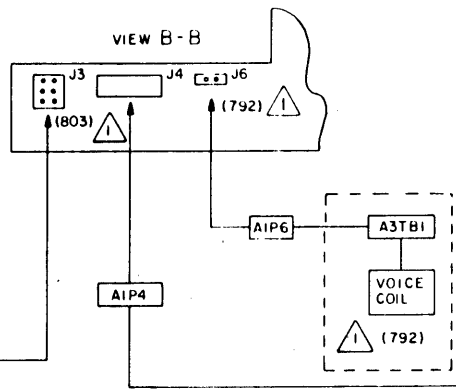 VIEW B-B
J3
J4
J6
(803)
1
(792)
1
A1P6
A3TB1
A1P4
VOICE
COIL
1
(792)